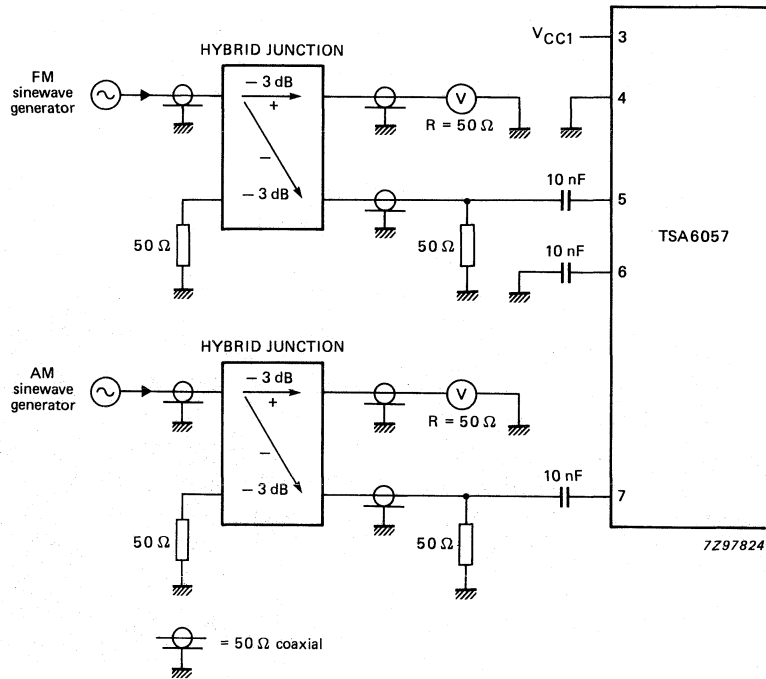 V_CC1 3
HYBRID JUNCTION
FM
sinewave
generator
− 3 dB
+
−
− 3 dB
V
R = 50 Ω
4
50 Ω
50 Ω
10 nF
5
TSA6057
10 nF
6
HYBRID JUNCTION
AM
sinewave
generator
− 3 dB
+
−
− 3 dB
V
R = 50 Ω
50 Ω
50 Ω
10 nF
7
7Z97824
= 50 Ω coaxial